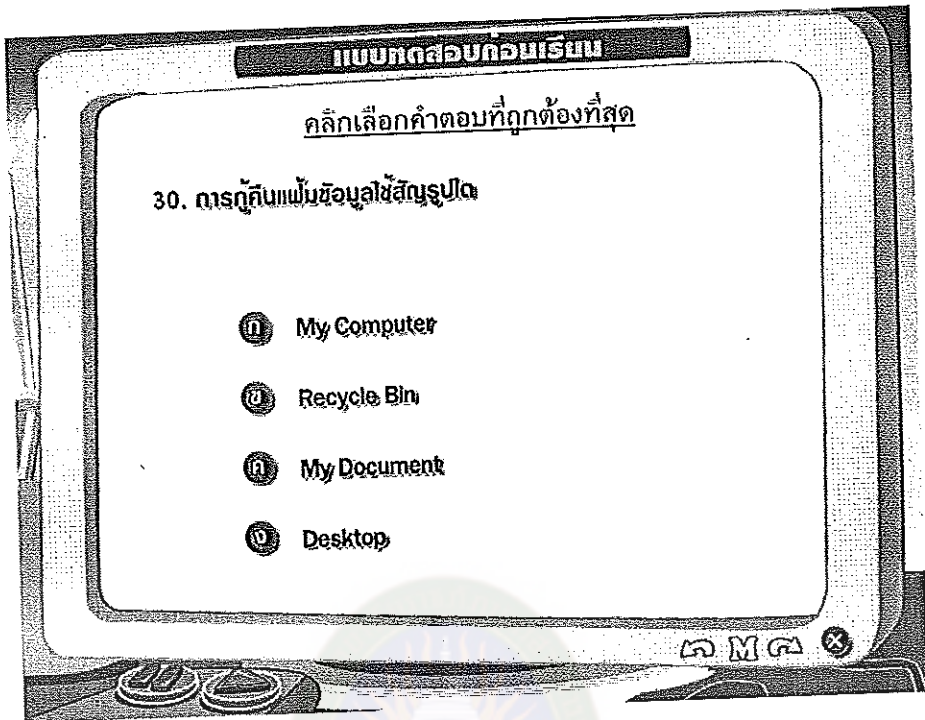 แบบทดสอบก่อนเรียน
คลิกเลือกคำตอบที่ถูกต้องที่สุด
30. การกู้คืนแฟ้มข้อมูลใช้สัญรูปใด
ก My Computer
ข Recycle Bin
ค My Document
ง Desktop
M